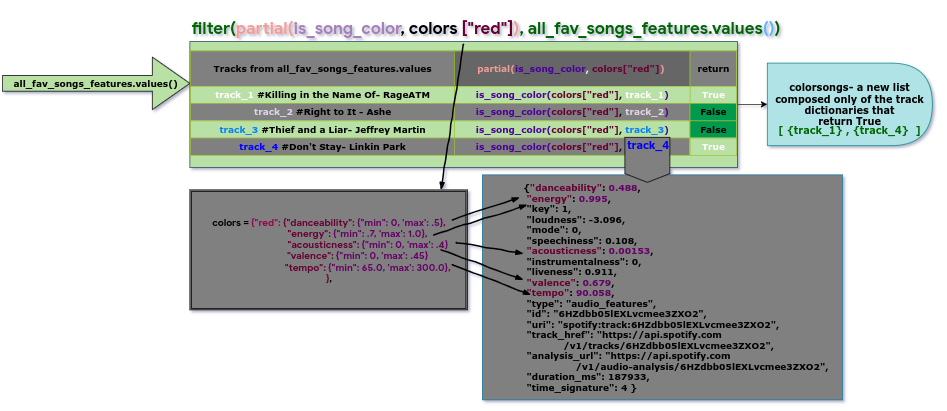 filter(partial(is_song_color, colors ["red"]), all_fav_songs_features.values())
all_fav_songs_features.values()
Tracks from all_fav_songs_features.values partial(is_song_color, colors["red"]) return
track_1 #Killing in the Name Of- RageATM is_song_color(colors["red"], track_1) True
track_2 #Right to It - Ashe is_song_color(colors["red"], track_2) False
track_3 #Thief and a Liar- Jeffrey Martin is_song_color(colors["red"], track_3) False
track_4 #Don't Stay- Linkin Park is_song_color(colors["red"], track_4 True
colorsongs- a new list
composed only of the track
dictionaries that
return True
[ {track_1} , {track_4} ]
colors = {"red": {"danceability": {"min": 0, 'max': .5},
"energy": {"min": .7, 'max': 1.0},
"acousticness": {"min": 0, 'max': .4}
"valence": {"min": 0, 'max': .45}
"tempo": {"min": 65.0, 'max': 300.0},
},
{"danceability": 0.488,
"energy": 0.995,
"key": 1,
"loudness": -3.096,
"mode": 0,
"speechiness": 0.108,
"acousticness": 0.00153,
"instrumentalness": 0,
"liveness": 0.911,
"valence": 0.679,
"tempo": 90.058,
"type": "audio_features",
"id": "6HZdbb05lEXLvcmee3ZXO2",
"uri": "spotify:track:6HZdbb05lEXLvcmee3ZXO2",
"track_href": "https://api.spotify.com
/v1/tracks/6HZdbb05lEXLvcmee3ZXO2",
"analysis_url": "https://api.spotify.com
/v1/audio-analysis/6HZdbb05lEXLvcmee3ZXO2",
"duration_ms": 187933,
"time_signature": 4 }